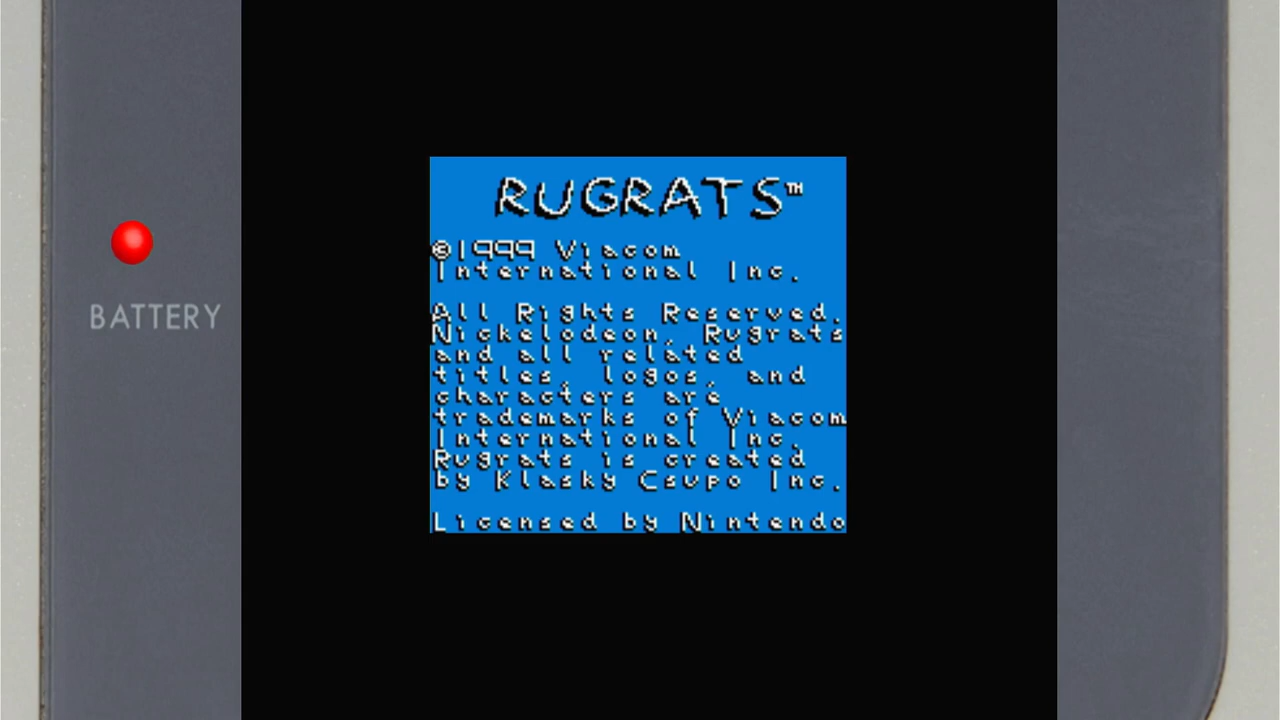 RUGRATS™
©1999 Viacom
International Inc.
All Rights Reserved.
Nickelodeon, Rugrats
and all related
titles, logos, and
characters are
trademarks of Viacom
International Inc.
Rugrats is created
by Klasky Csupo Inc.
Licensed by Nintendo
BATTERY